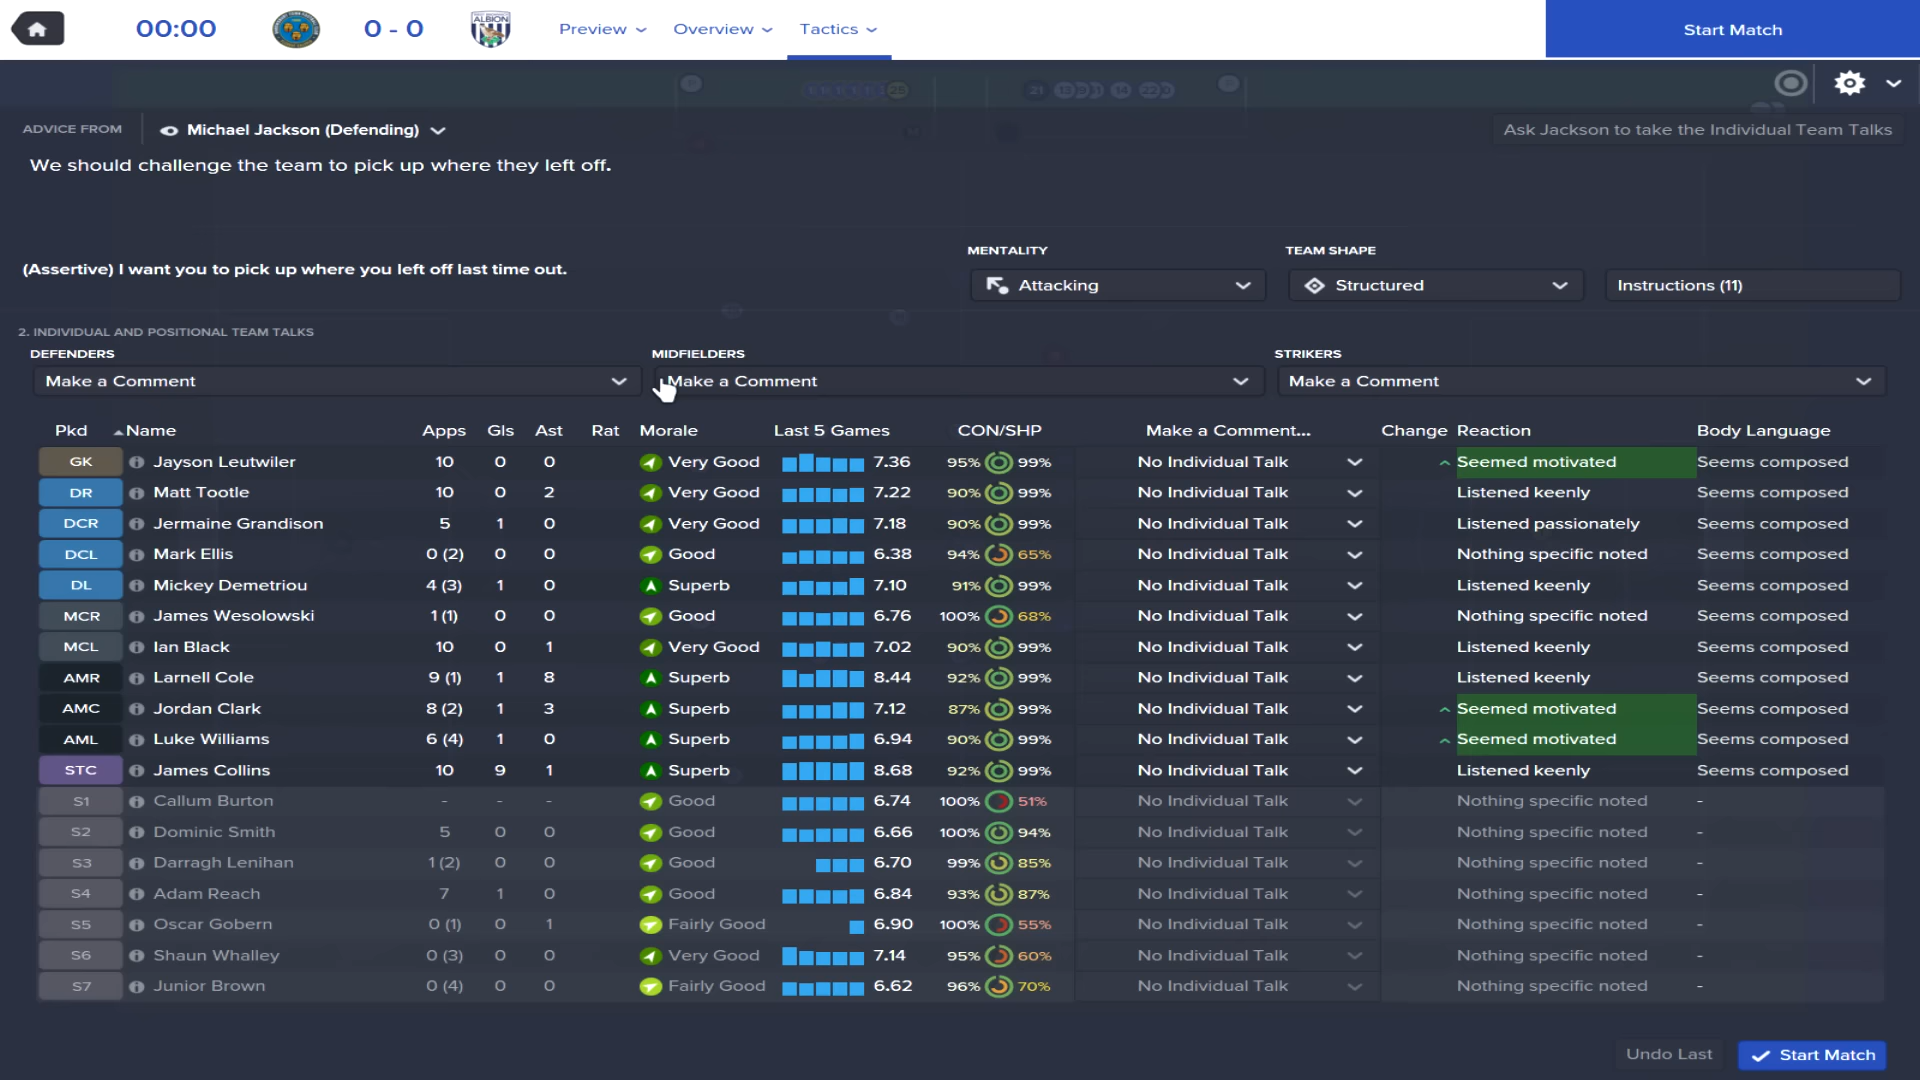 00:00
0 - 0
ALBION
Preview
Overview
Tactics
Start Match
ADVICE FROM
Michael Jackson (Defending)
Ask Jackson to take the Individual Team Talks
We should challenge the team to pick up where they left off.
MENTALITY
TEAM SHAPE
(Assertive) I want you to pick up where you left off last time out.
Attacking
Structured
Instructions (11)
2. INDIVIDUAL AND POSITIONAL TEAM TALKS
DEFENDERS
MIDFIELDERS
STRIKERS
Make a Comment
Make a Comment
Make a Comment
Pkd Name Apps Gls Ast Rat Morale Last 5 Games CON/SHP Make a Comment... Change Reaction Body Language
GK Jayson Leutwiler 10 0 0 Very Good 7.36 95% 99% No Individual Talk Seemed motivated Seems composed
DR Matt Tootle 10 0 2 Very Good 7.22 90% 99% No Individual Talk Listened keenly Seems composed
DCR Jermaine Grandison 5 1 0 Very Good 7.18 90% 99% No Individual Talk Listened passionately Seems composed
DCL Mark Ellis 0 (2) 0 0 Good 6.38 94% 65% No Individual Talk Nothing specific noted Seems composed
DL Mickey Demetriou 4 (3) 1 0 Superb 7.10 91% 99% No Individual Talk Listened keenly Seems composed
MCR James Wesolowski 1 (1) 0 0 Good 6.76 100% 68% No Individual Talk Nothing specific noted Seems composed
MCL Ian Black 10 0 1 Very Good 7.02 90% 99% No Individual Talk Listened keenly Seems composed
AMR Larnell Cole 9 (1) 1 8 Superb 8.44 92% 99% No Individual Talk Listened keenly Seems composed
AMC Jordan Clark 8 (2) 1 3 Superb 7.12 87% 99% No Individual Talk Seemed motivated Seems composed
AML Luke Williams 6 (4) 1 0 Superb 6.94 90% 99% No Individual Talk Seemed motivated Seems composed
STC James Collins 10 9 1 Superb 8.68 92% 99% No Individual Talk Listened keenly Seems composed
S1 Callum Burton - - - Good 6.74 100% 51% No Individual Talk Nothing specific noted -
S2 Dominic Smith 5 0 0 Good 6.66 100% 94% No Individual Talk Nothing specific noted -
S3 Darragh Lenihan 1 (2) 0 0 Good 6.70 99% 85% No Individual Talk Nothing specific noted -
S4 Adam Reach 7 1 0 Good 6.84 93% 87% No Individual Talk Nothing specific noted -
S5 Oscar Gobern 0 (1) 0 1 Fairly Good 6.90 100% 55% No Individual Talk Nothing specific noted -
S6 Shaun Whalley 0 (3) 0 0 Very Good 7.14 95% 60% No Individual Talk Nothing specific noted -
S7 Junior Brown 0 (4) 0 0 Fairly Good 6.62 96% 70% No Individual Talk Nothing specific noted -
Undo Last
Start Match